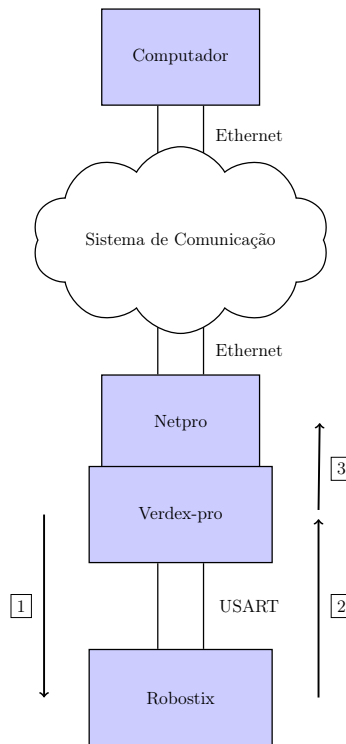 Computador
Ethernet
Sistema de Comunicação
Ethernet
Netpro
3
Verdex-pro
1
USART
2
Robostix